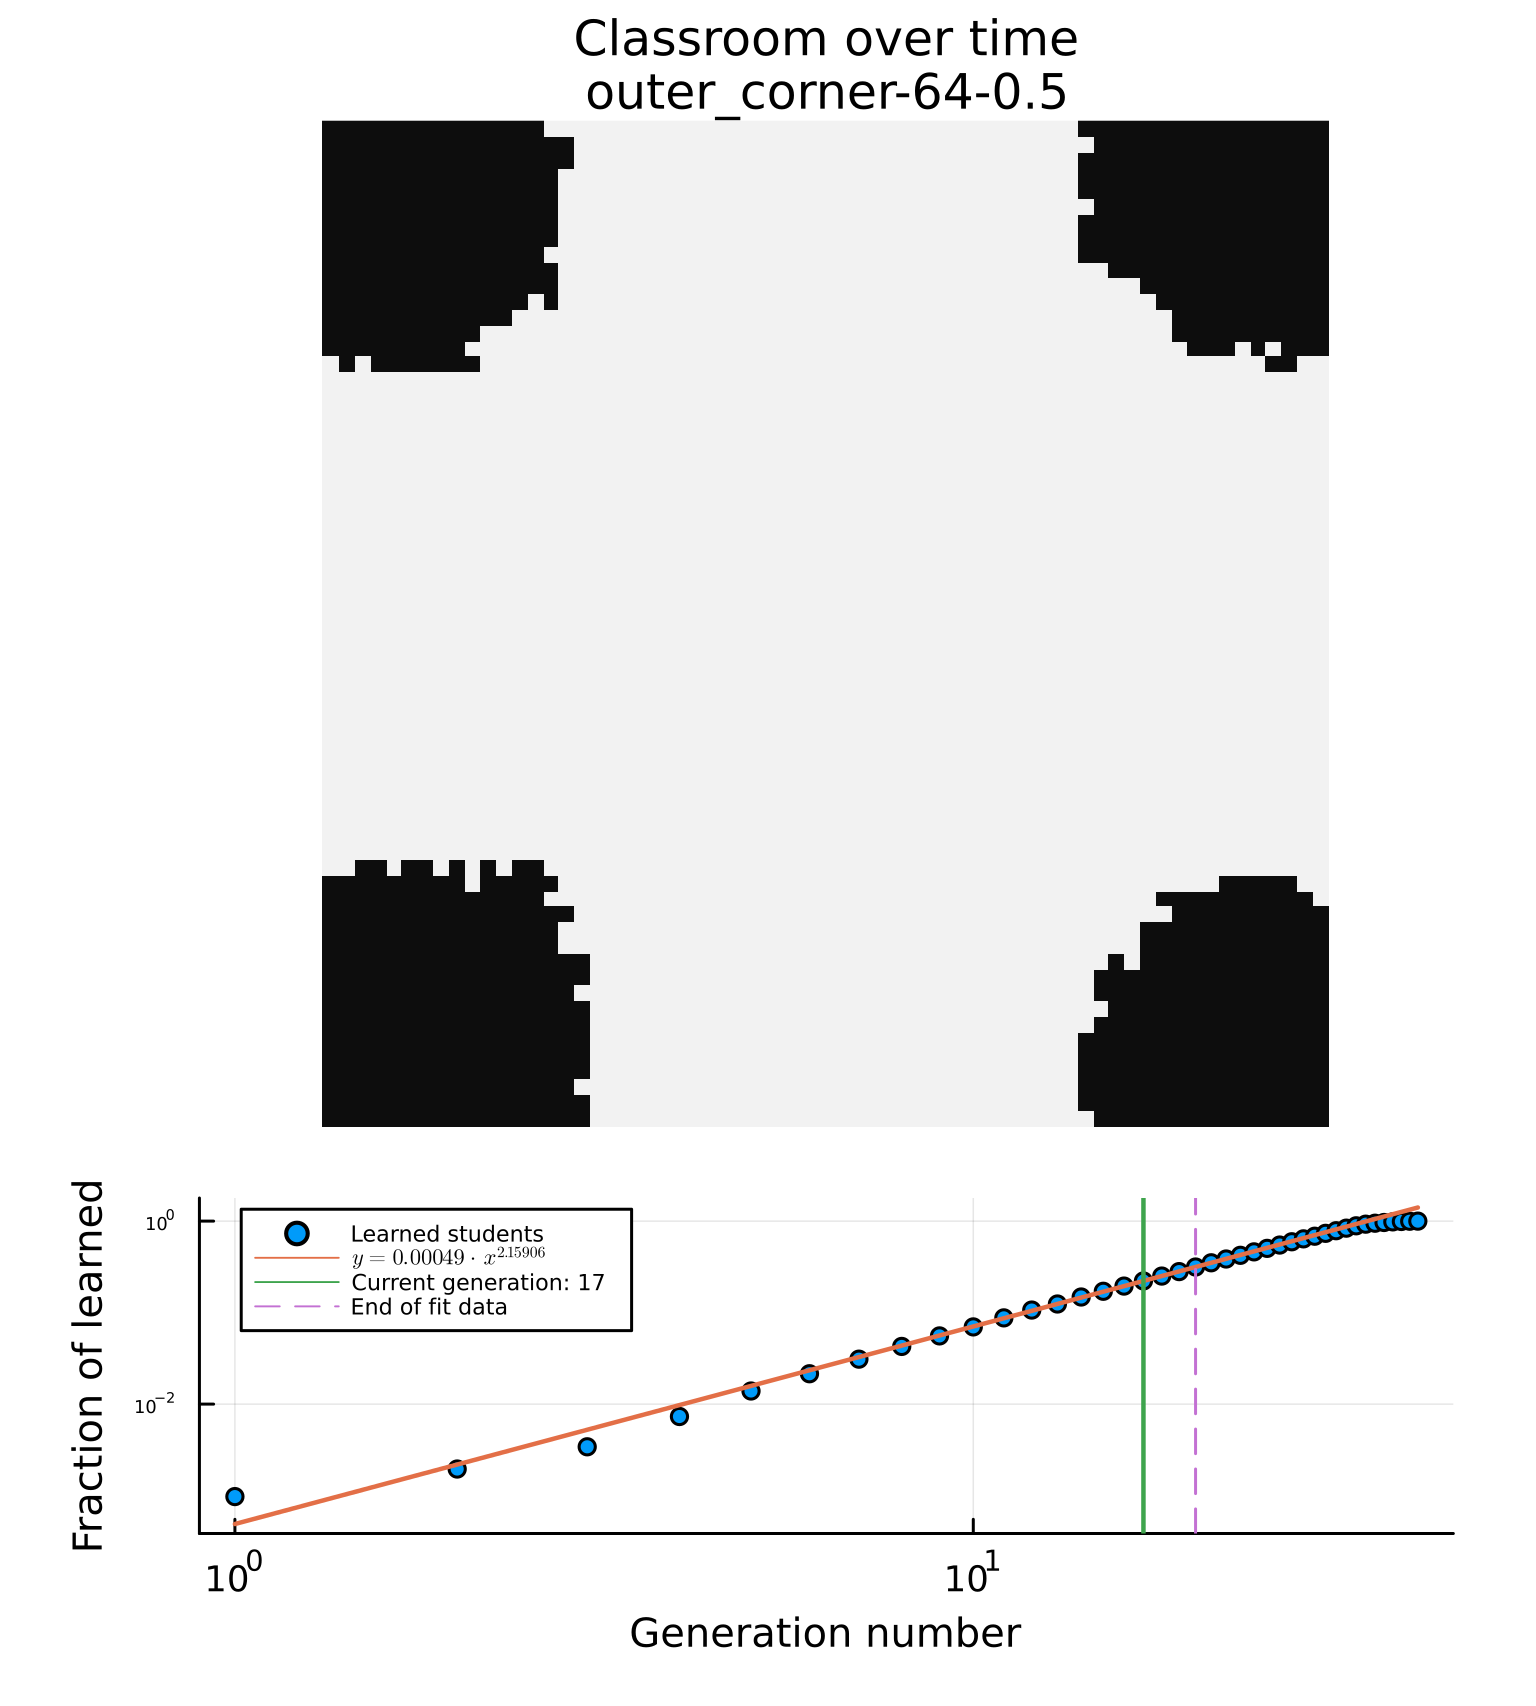 Classroom over time
outer_corner-64-0.5
Fraction of learned
10^0
10^−2
Learned students
y = 0.00049 · x^2.15906
Current generation: 17
End of fit data
10^0
10^1
Generation number